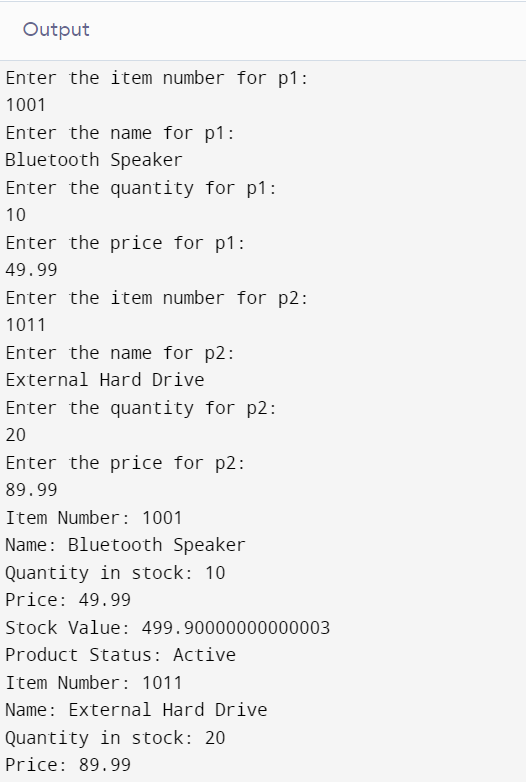 Output
Enter the item number for p1:
1001
Enter the name for p1:
Bluetooth Speaker
Enter the quantity for p1:
10
Enter the price for p1:
49.99
Enter the item number for p2:
1011
Enter the name for p2:
External Hard Drive
Enter the quantity for p2:
20
Enter the price for p2:
89.99
Item Number: 1001
Name: Bluetooth Speaker
Quantity in stock: 10
Price: 49.99
Stock Value: 499.90000000000003
Product Status: Active
Item Number: 1011
Name: External Hard Drive
Quantity in stock: 20
Price: 89.99